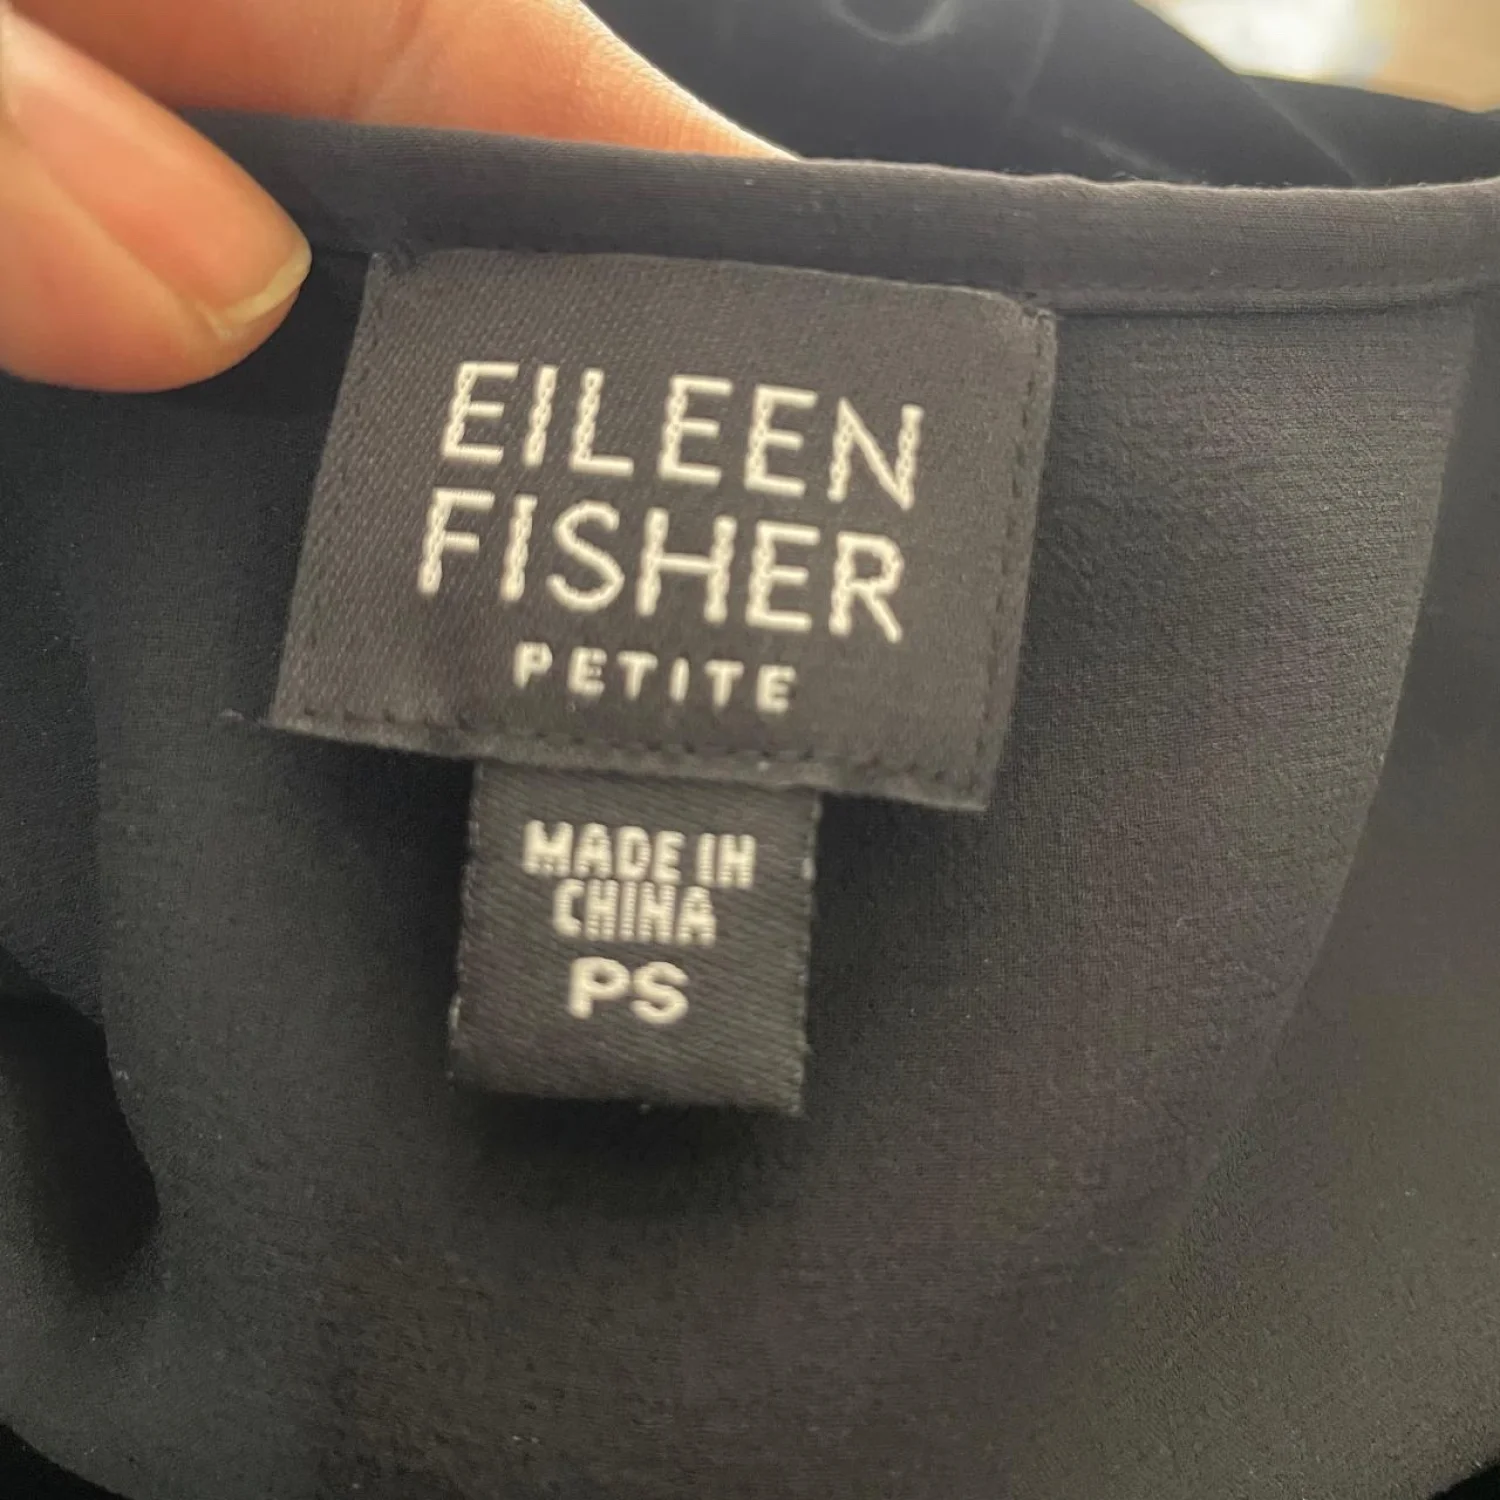 EILEEN
FISHER
PETITE
MADE IN
CHINA
PS